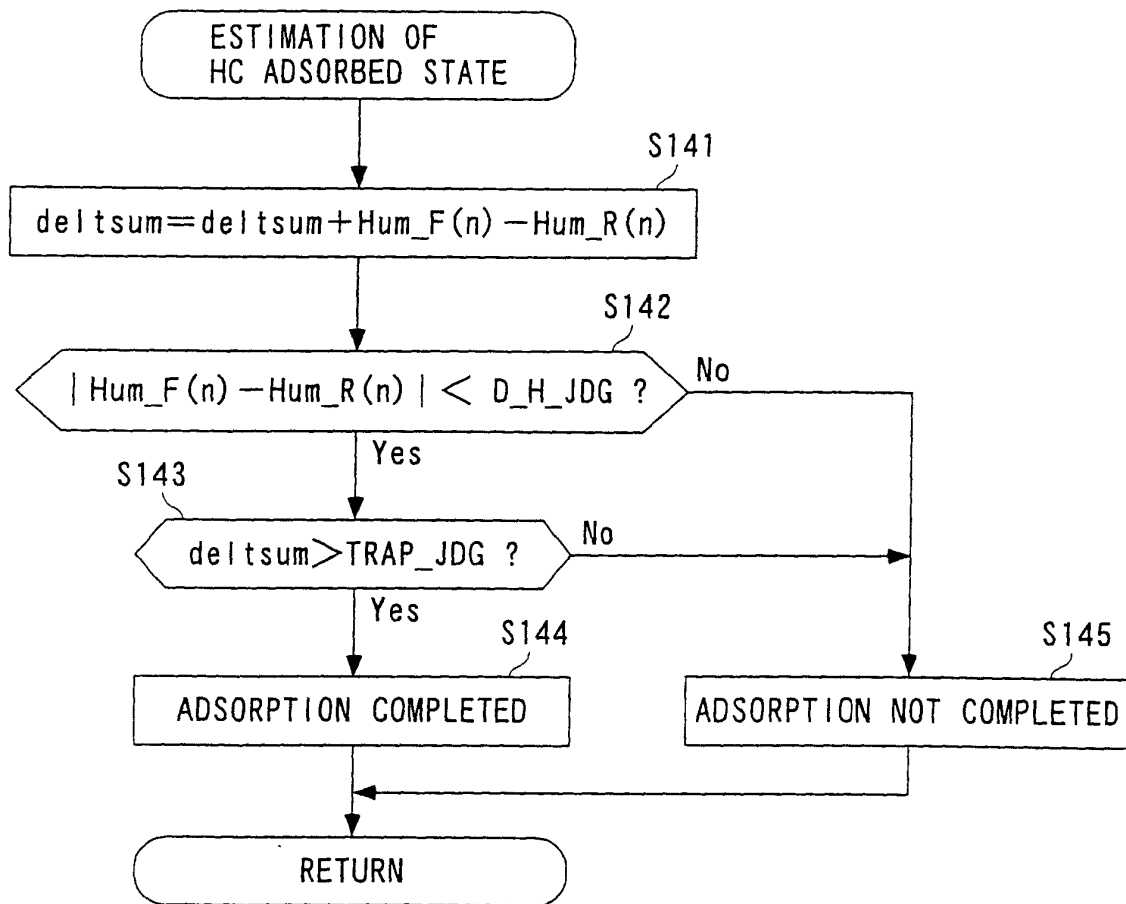 ESTIMATION OF
HC ADSORBED STATE
S141
deltsum=deltsum+Hum_F(n)-Hum_R(n)
S142
|Hum_F(n)-Hum_R(n)| < D_H_JDG ?
No
Yes
S143
deltsum>TRAP_JDG ?
No
Yes
S144
ADSORPTION COMPLETED
S145
ADSORPTION NOT COMPLETED
RETURN